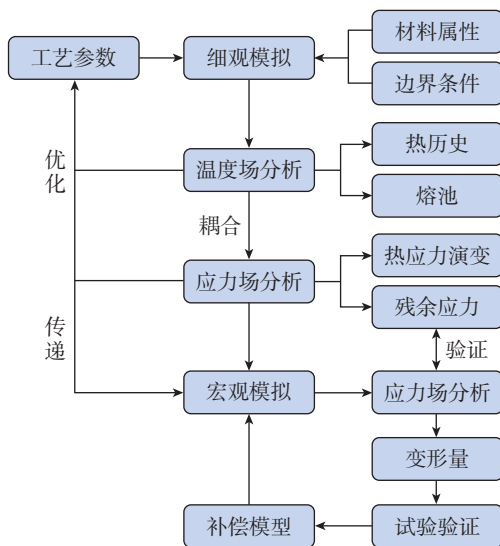 材料属性
工艺参数
细观模拟
边界条件
热历史
优化
温度场分析
熔池
耦合
热应力演变
应力场分析
残余应力
传递
验证
宏观模拟
应力场分析
变形量
补偿模型
试验验证